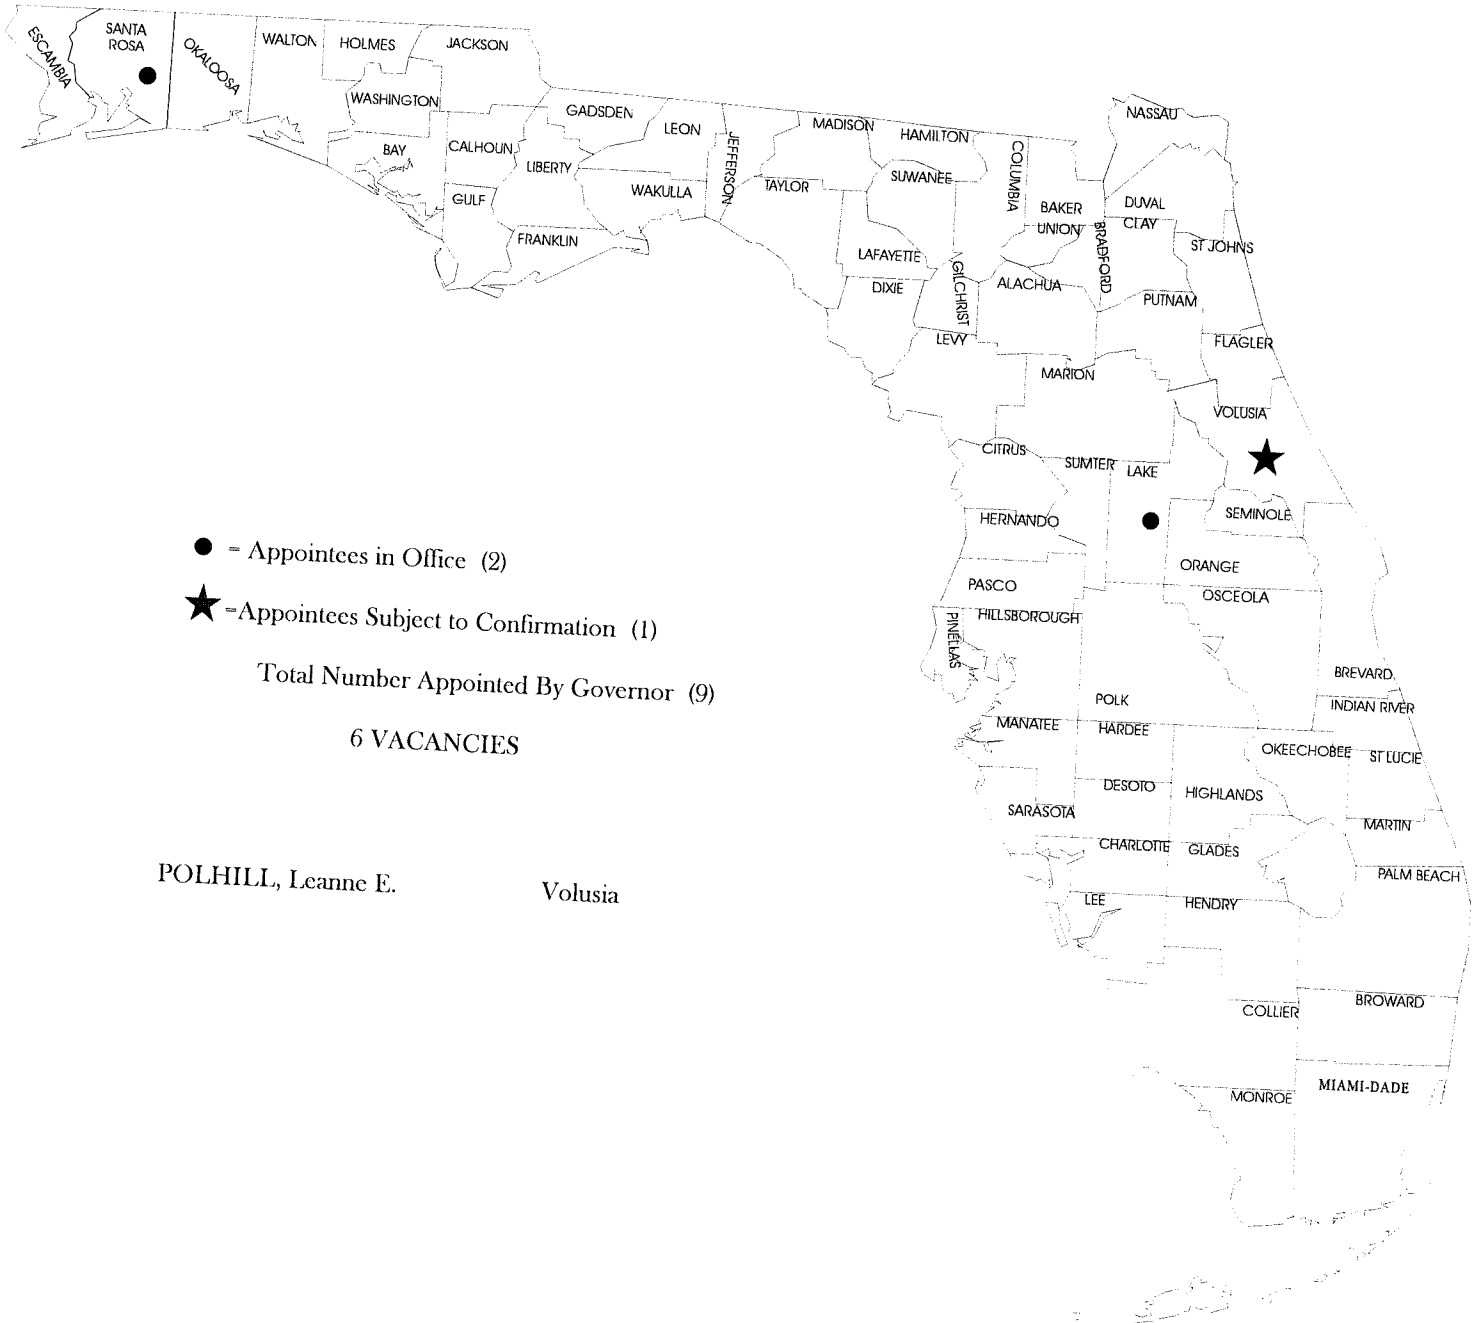 ESCAMBIA
SANTA
ROSA
OKALOOSA
WALTON
HOLMES
JACKSON
WASHINGTON
BAY
CALHOUN
GULF
GADSDEN
LIBERTY
FRANKLIN
LEON
WAKULLA
JEFFERSON
TAYLOR
MADISON
HAMILTON
SUWANEE
LAFAYETTE
DIXIE
COLUMBIA
GILCHRIST
LEVY
BAKER
UNION
BRADFORD
ALACHUA
NASSAU
DUVAL
CLAY
ST JOHNS
PUTNAM
FLAGLER
MARION
VOLUSIA
CITRUS
SUMTER
LAKE
SEMINOLE
HERNANDO
ORANGE
PASCO
OSCEOLA
PINELLAS
HILLSBOROUGH
POLK
BREVARD
INDIAN RIVER
MANATEE
HARDEE
OKEECHOBEE
ST LUCIE
DESOTO
HIGHLANDS
SARASOTA
MARTIN
CHARLOTTE
GLADES
PALM BEACH
LEE
HENDRY
COLLIER
BROWARD
MONROE
MIAMI-DADE
= Appointees in Office (2)
=Appointees Subject to Confirmation (1)
Total Number Appointed By Governor (9)
6 VACANCIES
POLHILL, Leanne E. Volusia